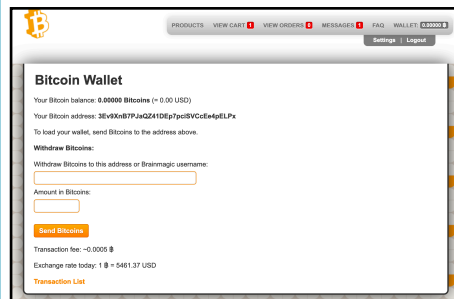 PRODUCTS VIEW CART 1 VIEW ORDERS 0 MESSAGES 1 FAQ WALLET: 0.00000 ฿
Settings | Logout
Bitcoin Wallet
Your Bitcoin balance: 0.00000 Bitcoins (= 0.00 USD)
Your Bitcoin address: 3Ev9XnB7PJaQZ41DEp7pciSVCcEe4pELPx
To load your wallet, send Bitcoins to the address above.
Withdraw Bitcoins:
Withdraw Bitcoins to this address or Brainmagic username:
Amount in Bitcoins:
Send Bitcoins
Transaction fee: ~0.0005 ฿
Exchange rate today: 1 ฿ = 5461.37 USD
Transaction List